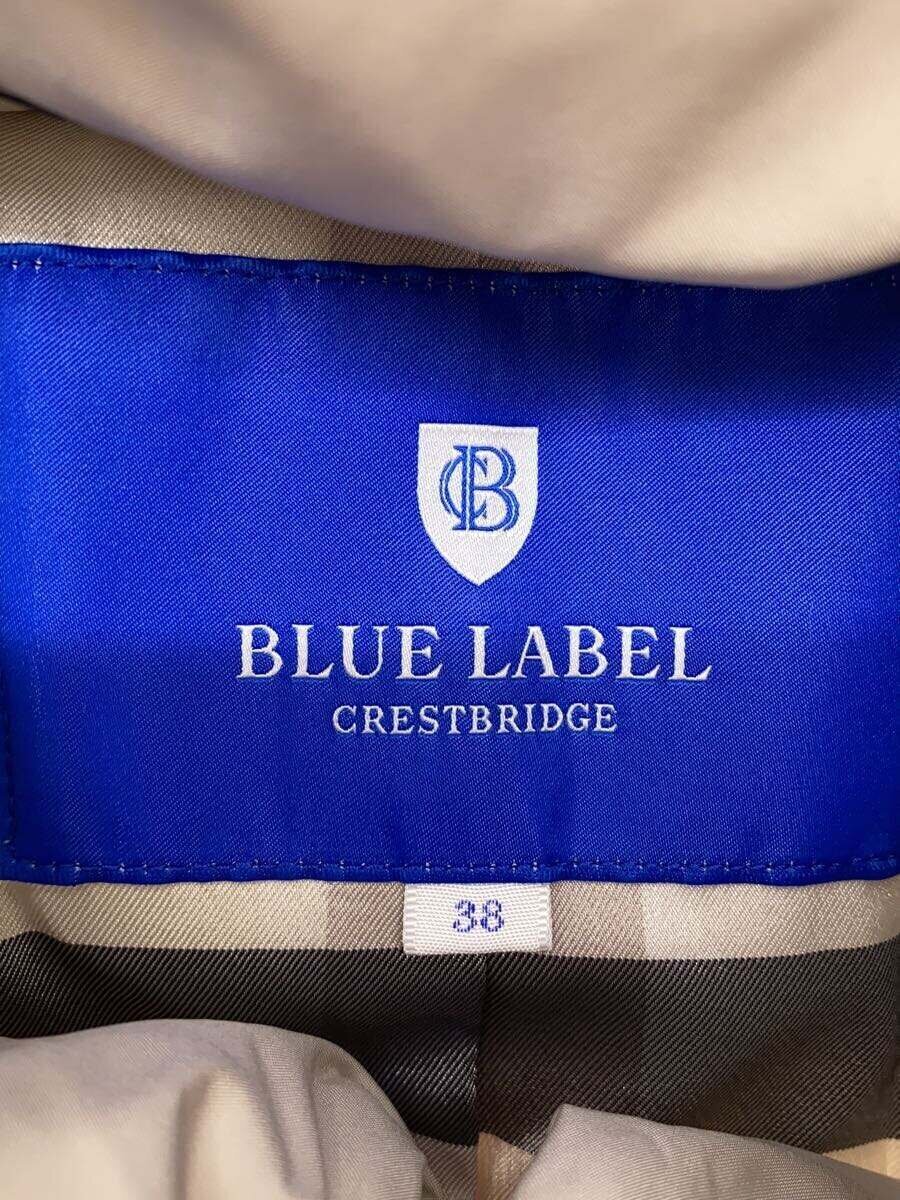 CB
BLUE LABEL
CRESTBRIDGE
38